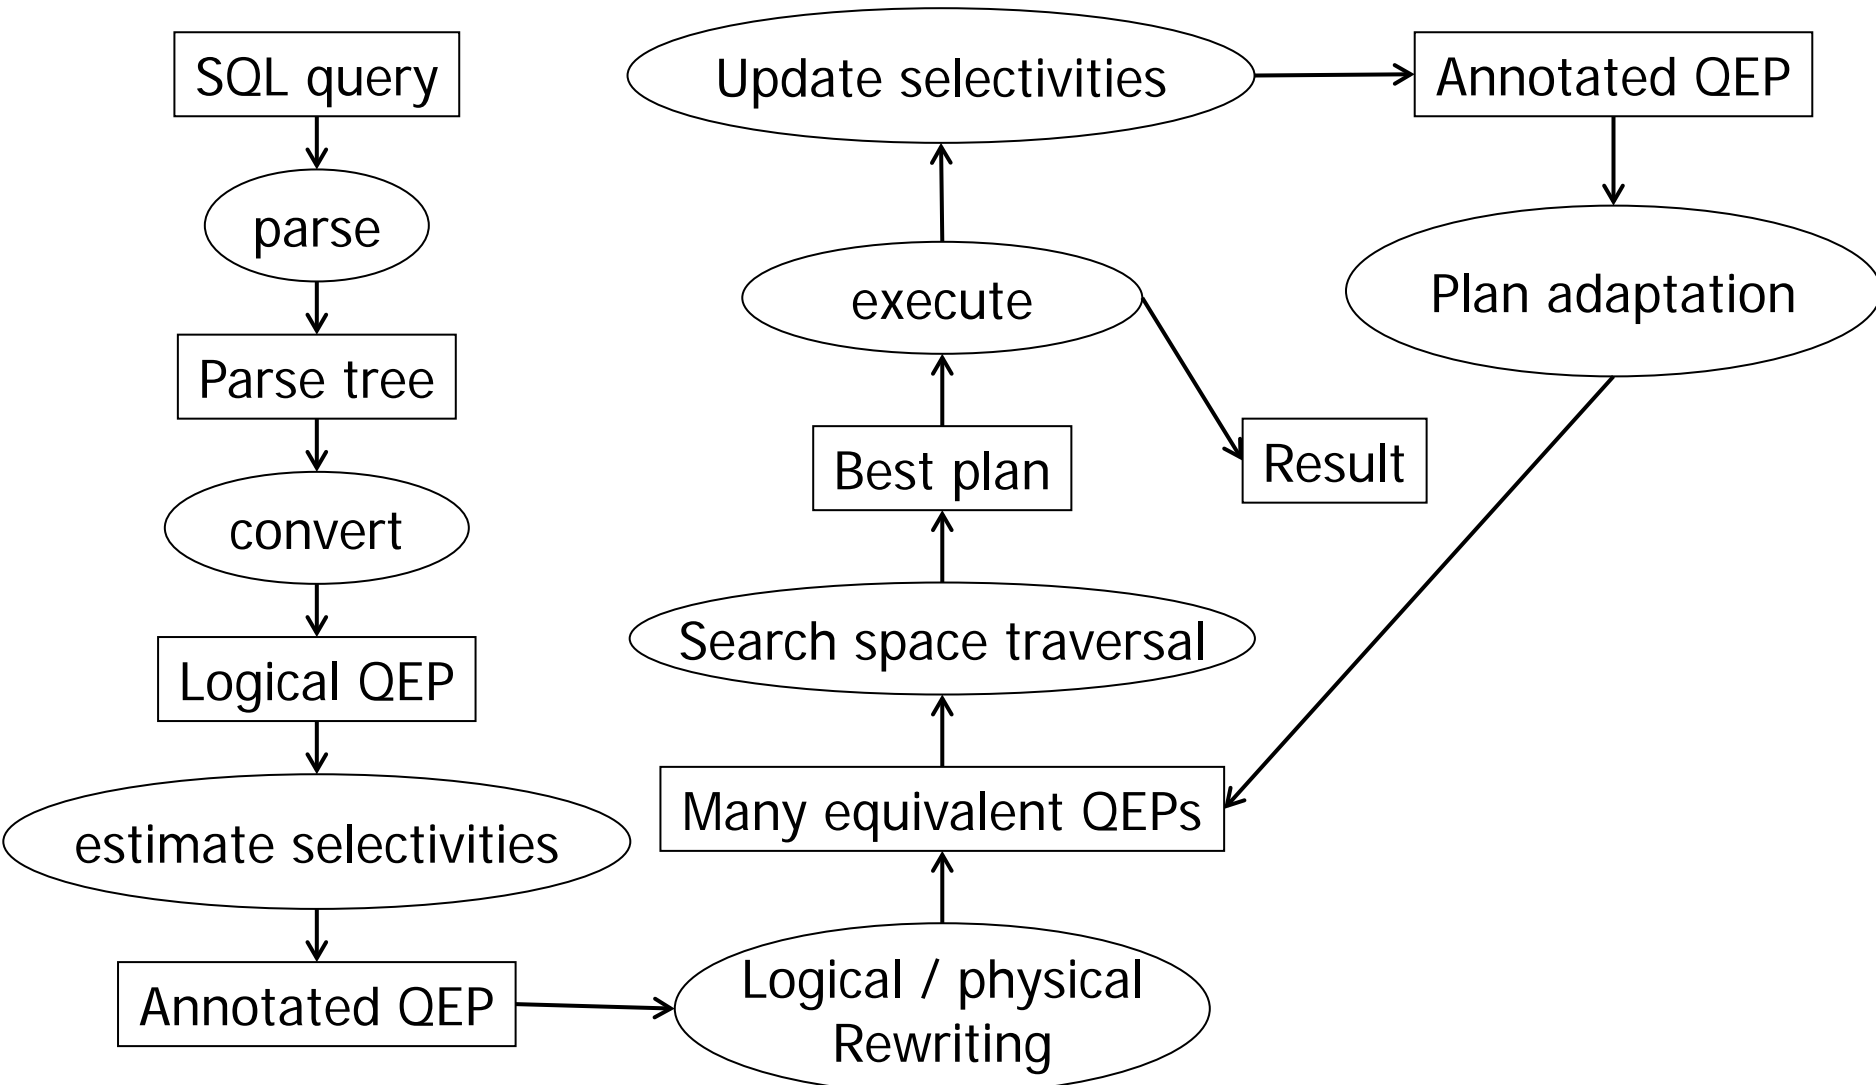 SQL query
parse
Parse tree
convert
Logical QEP
estimate selectivities
Annotated QEP
Logical / physical
Rewriting
Many equivalent QEPs
Search space traversal
Best plan
execute
Result
Update selectivities
Annotated QEP
Plan adaptation